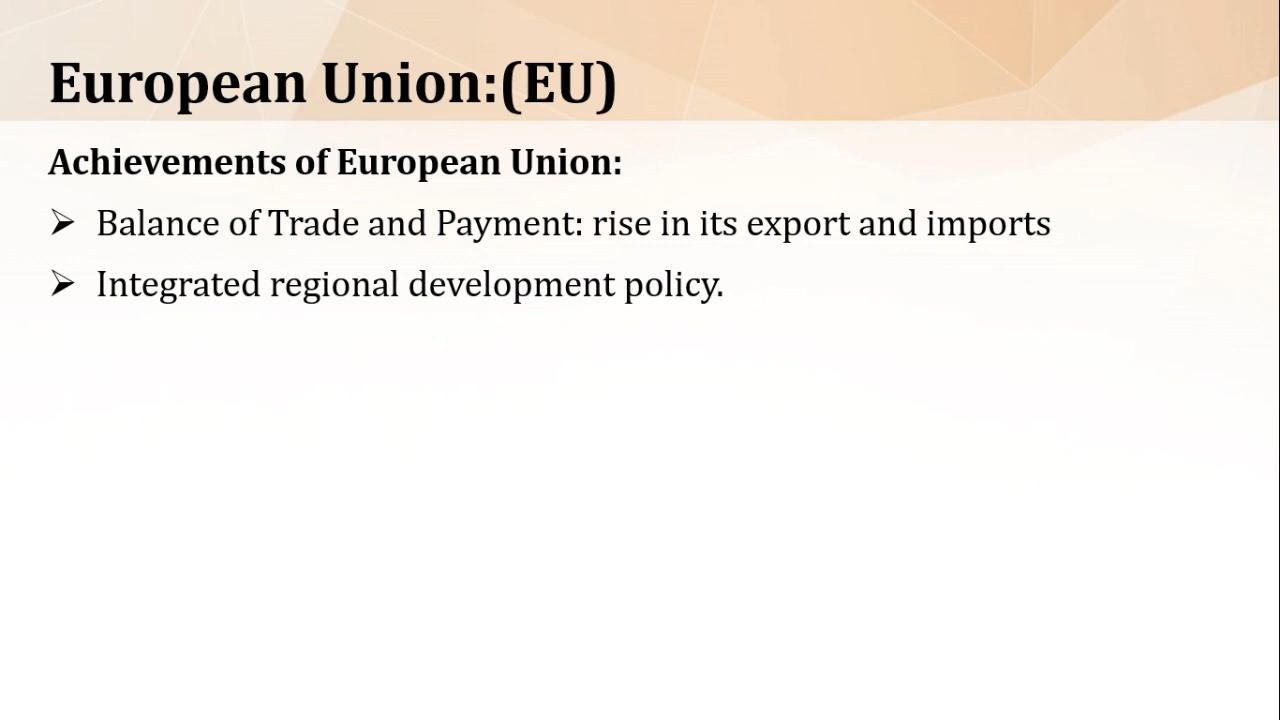 European Union:(EU)
Achievements of European Union:
➢ Balance of Trade and Payment: rise in its export and imports
➢ Integrated regional development policy.